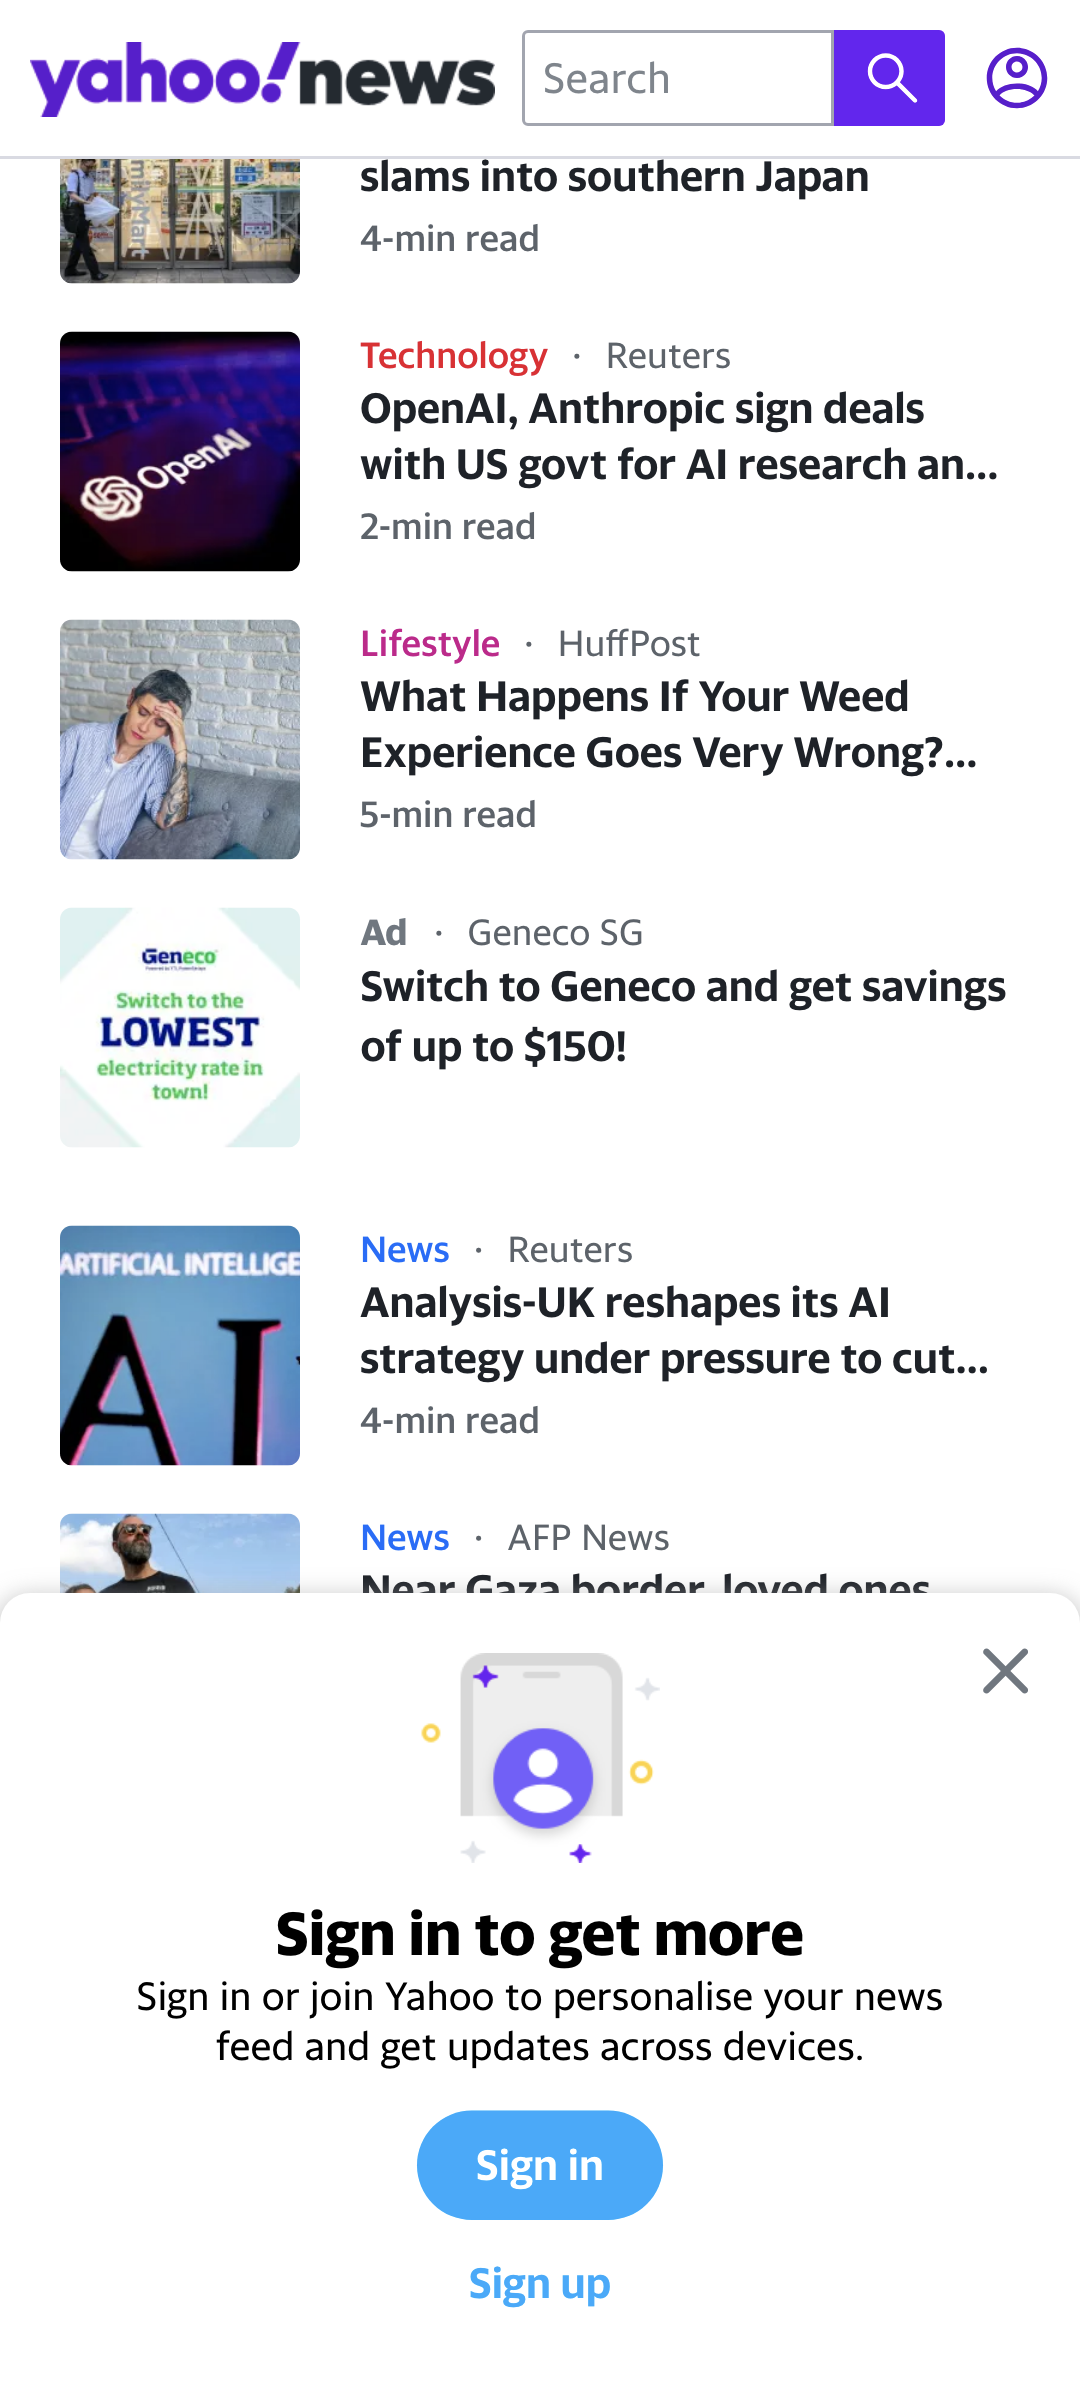 yahoo!news
Search
slams into southern Japan
4-min read
OpenAI
Technology · Reuters
OpenAI, Anthropic sign deals
with US govt for AI research an...
2-min read
Lifestyle · HuffPost
What Happens If Your Weed
Experience Goes Very Wrong?...
5-min read
Geneco
Switch to the
LOWEST
electricity rate in
town!
Ad · Geneco SG
Switch to Geneco and get savings
of up to $150!
ARTIFICIAL INTELLIGE
AI
News · Reuters
Analysis-UK reshapes its AI
strategy under pressure to cut...
4-min read
News · AFP News
Near Gaza border, loved ones
Sign in to get more
Sign in or join Yahoo to personalise your news
feed and get updates across devices.
Sign in
Sign up